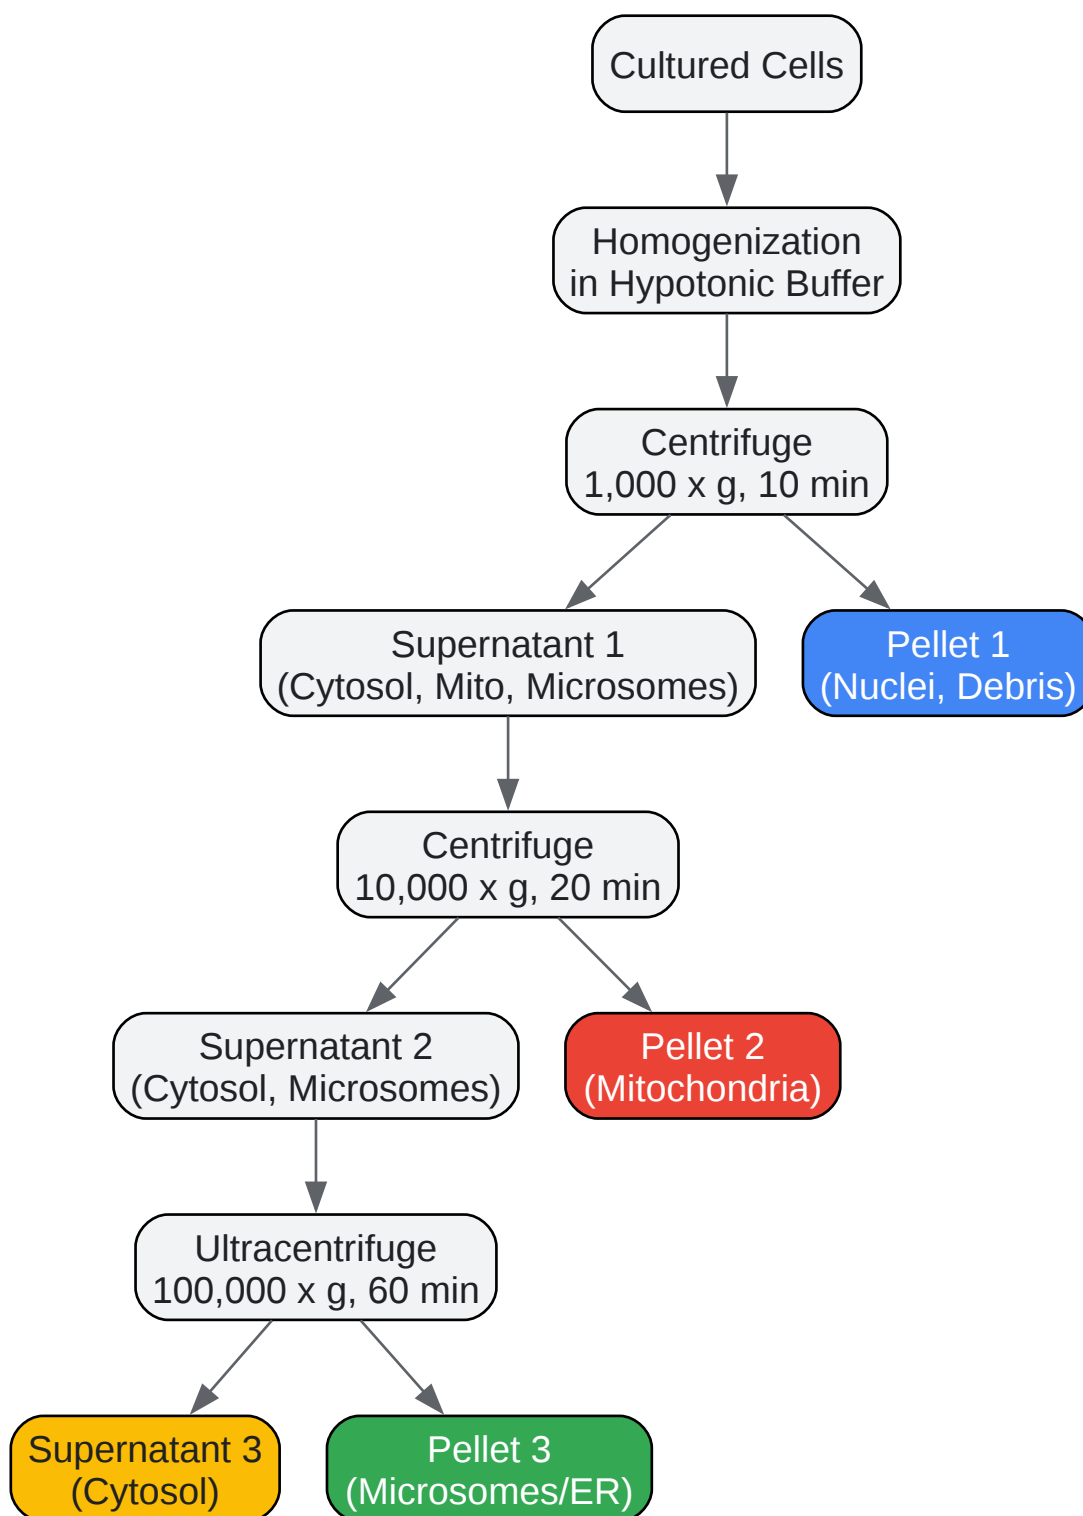 Cultured Cells
Homogenization
in Hypotonic Buffer
Centrifuge
1,000 x g, 10 min
Supernatant 1
(Cytosol, Mito, Microsomes)
Pellet 1
(Nuclei, Debris)
Centrifuge
10,000 x g, 20 min
Supernatant 2
(Cytosol, Microsomes)
Pellet 2
(Mitochondria)
Ultracentrifuge
100,000 x g, 60 min
Supernatant 3
(Cytosol)
Pellet 3
(Microsomes/ER)